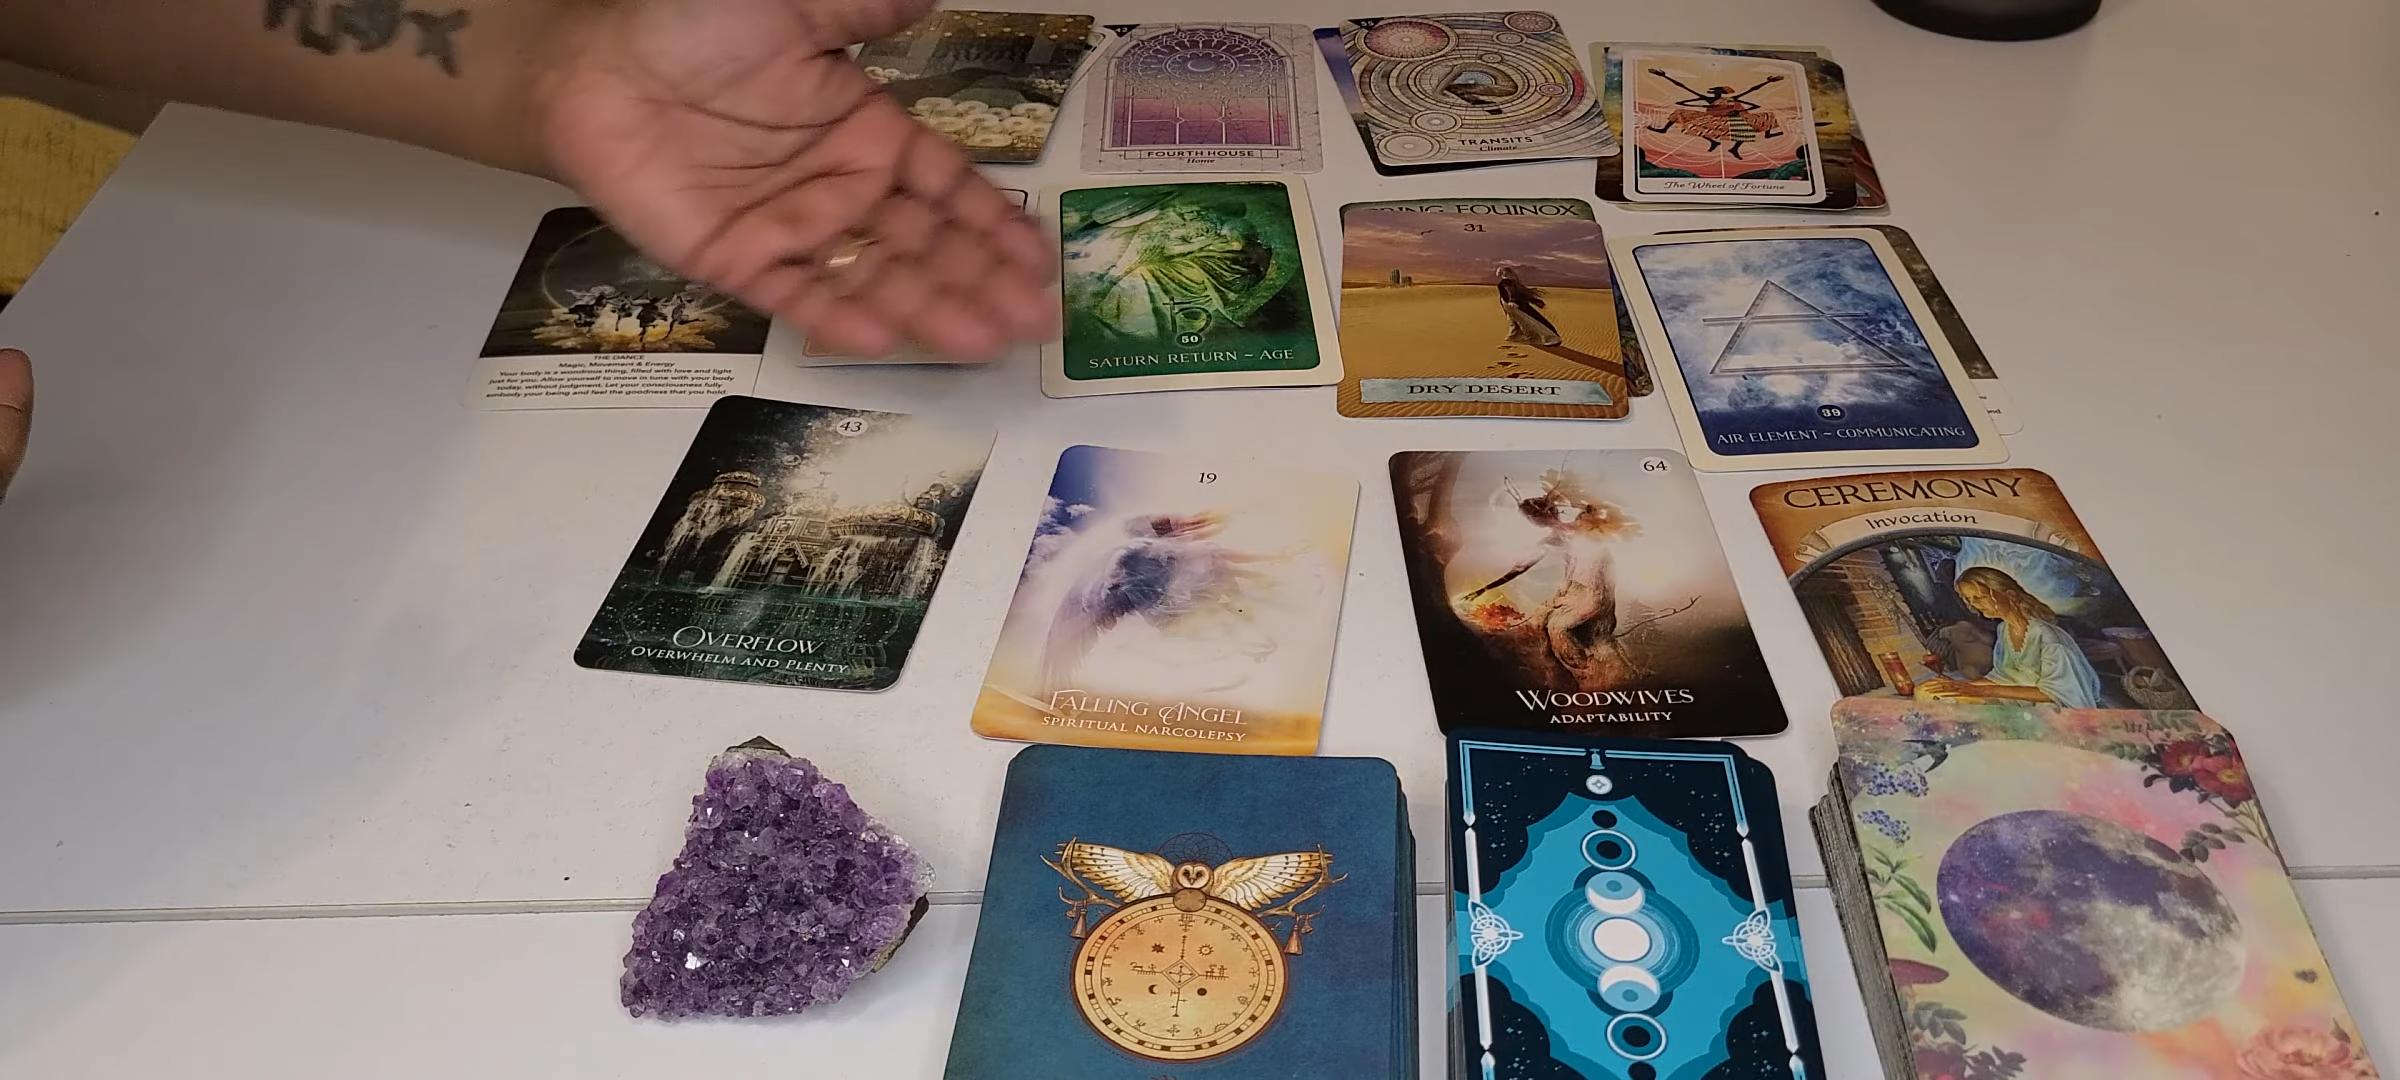 FOURTH HOUSE
Home
55
TRANSITS
Climate
The Wheel of Fortune
THE DANCE
Magic, Movement & Energy
Your body is a wondrous thing, filled with love and light
just for you. Allow yourself to move in tune with your body
today, without judgment. Let your consciousness fully
embody your being and feel the goodness that you hold.
50
SATURN RETURN ~ AGE
EQUINOX
31
DRY DESERT
39
AIR ELEMENT ~ COMMUNICATING
43
OVERFLOW
OVERWHELM AND PLENTY
19
FALLING ANGEL
SPIRITUAL NARCOLEPSY
64
WOODWIVES
ADAPTABILITY
CEREMONY
Invocation